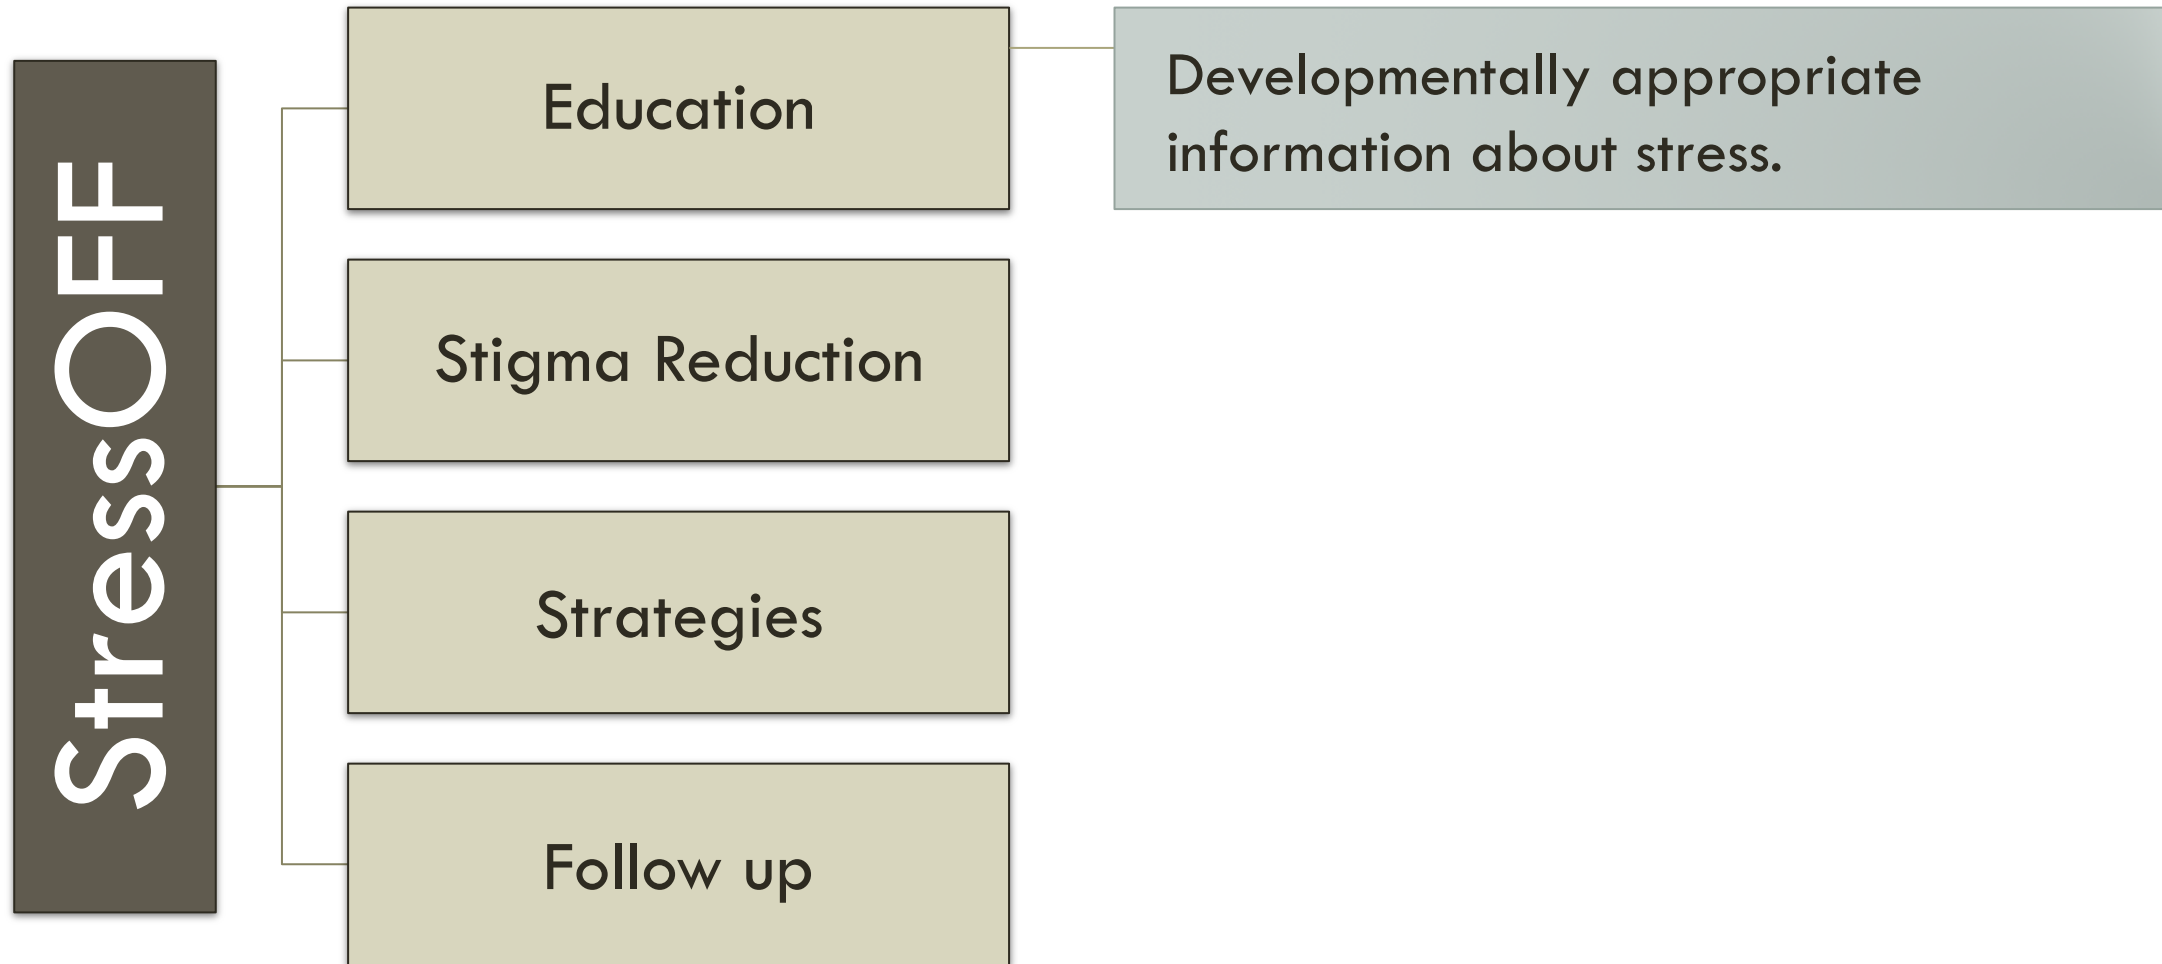 StressOFF
Education
Developmentally appropriate
information about stress.
Stigma Reduction
Strategies
Follow up